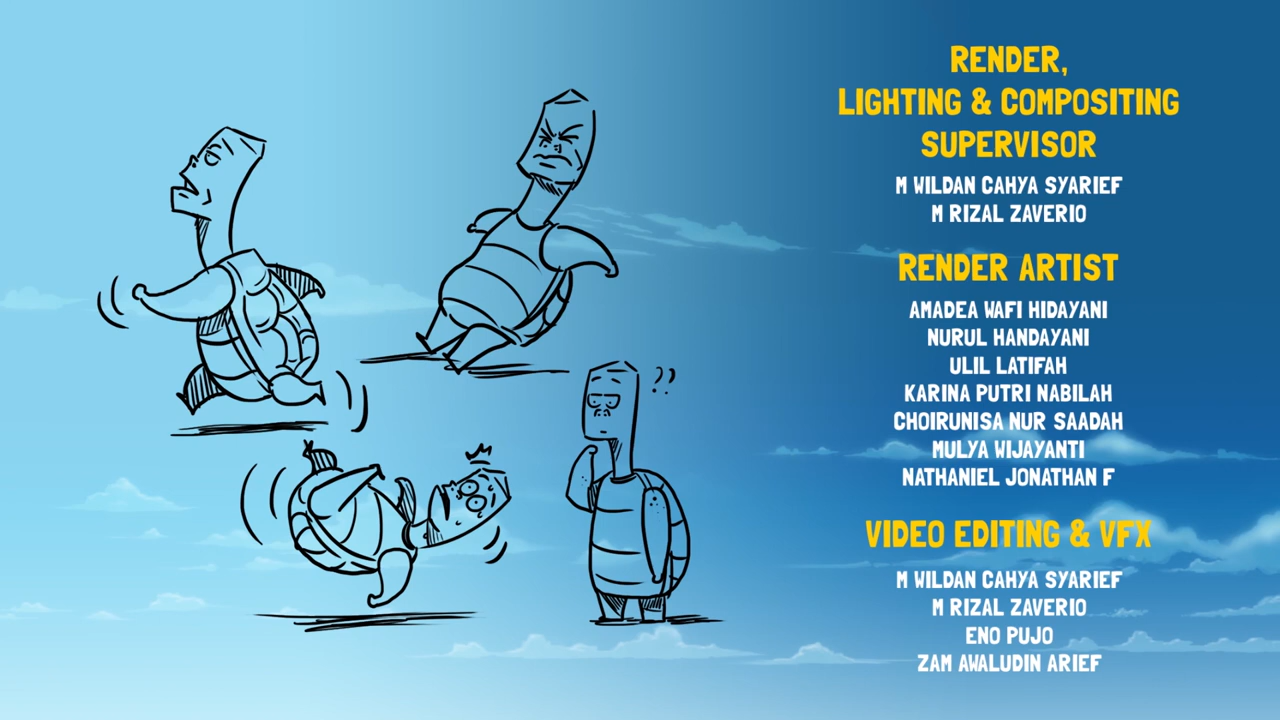 RENDER,
LIGHTING & COMPOSITING
SUPERVISOR
M WILDAN CAHYA SYARIEF
M RIZAL ZAVERIO
RENDER ARTIST
AMADEA WAFI HIDAYANI
NURUL HANDAYANI
ULIL LATIFAH
KARINA PUTRI NABILAH
CHOIRUNISA NUR SAADAH
MULYA WIJAYANTI
NATHANIEL JONATHAN F
??
VIDEO EDITING & VFX
M WILDAN CAHYA SYARIEF
M RIZAL ZAVERIO
ENO PUJO
ZAM AWALUDIN ARIEF